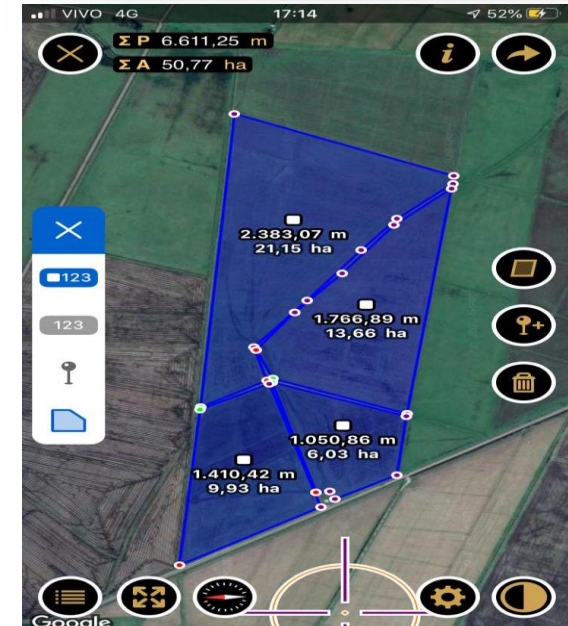 VIVO 4G 17:14 52%
Σ P 6.611,25 m
Σ A 50,77 ha
i
2.383,07 m
21,15 ha
123
123
1.766,89 m
13,66 ha
1.050,86 m
6,03 ha
1.410,42 m
9,93 ha
Google